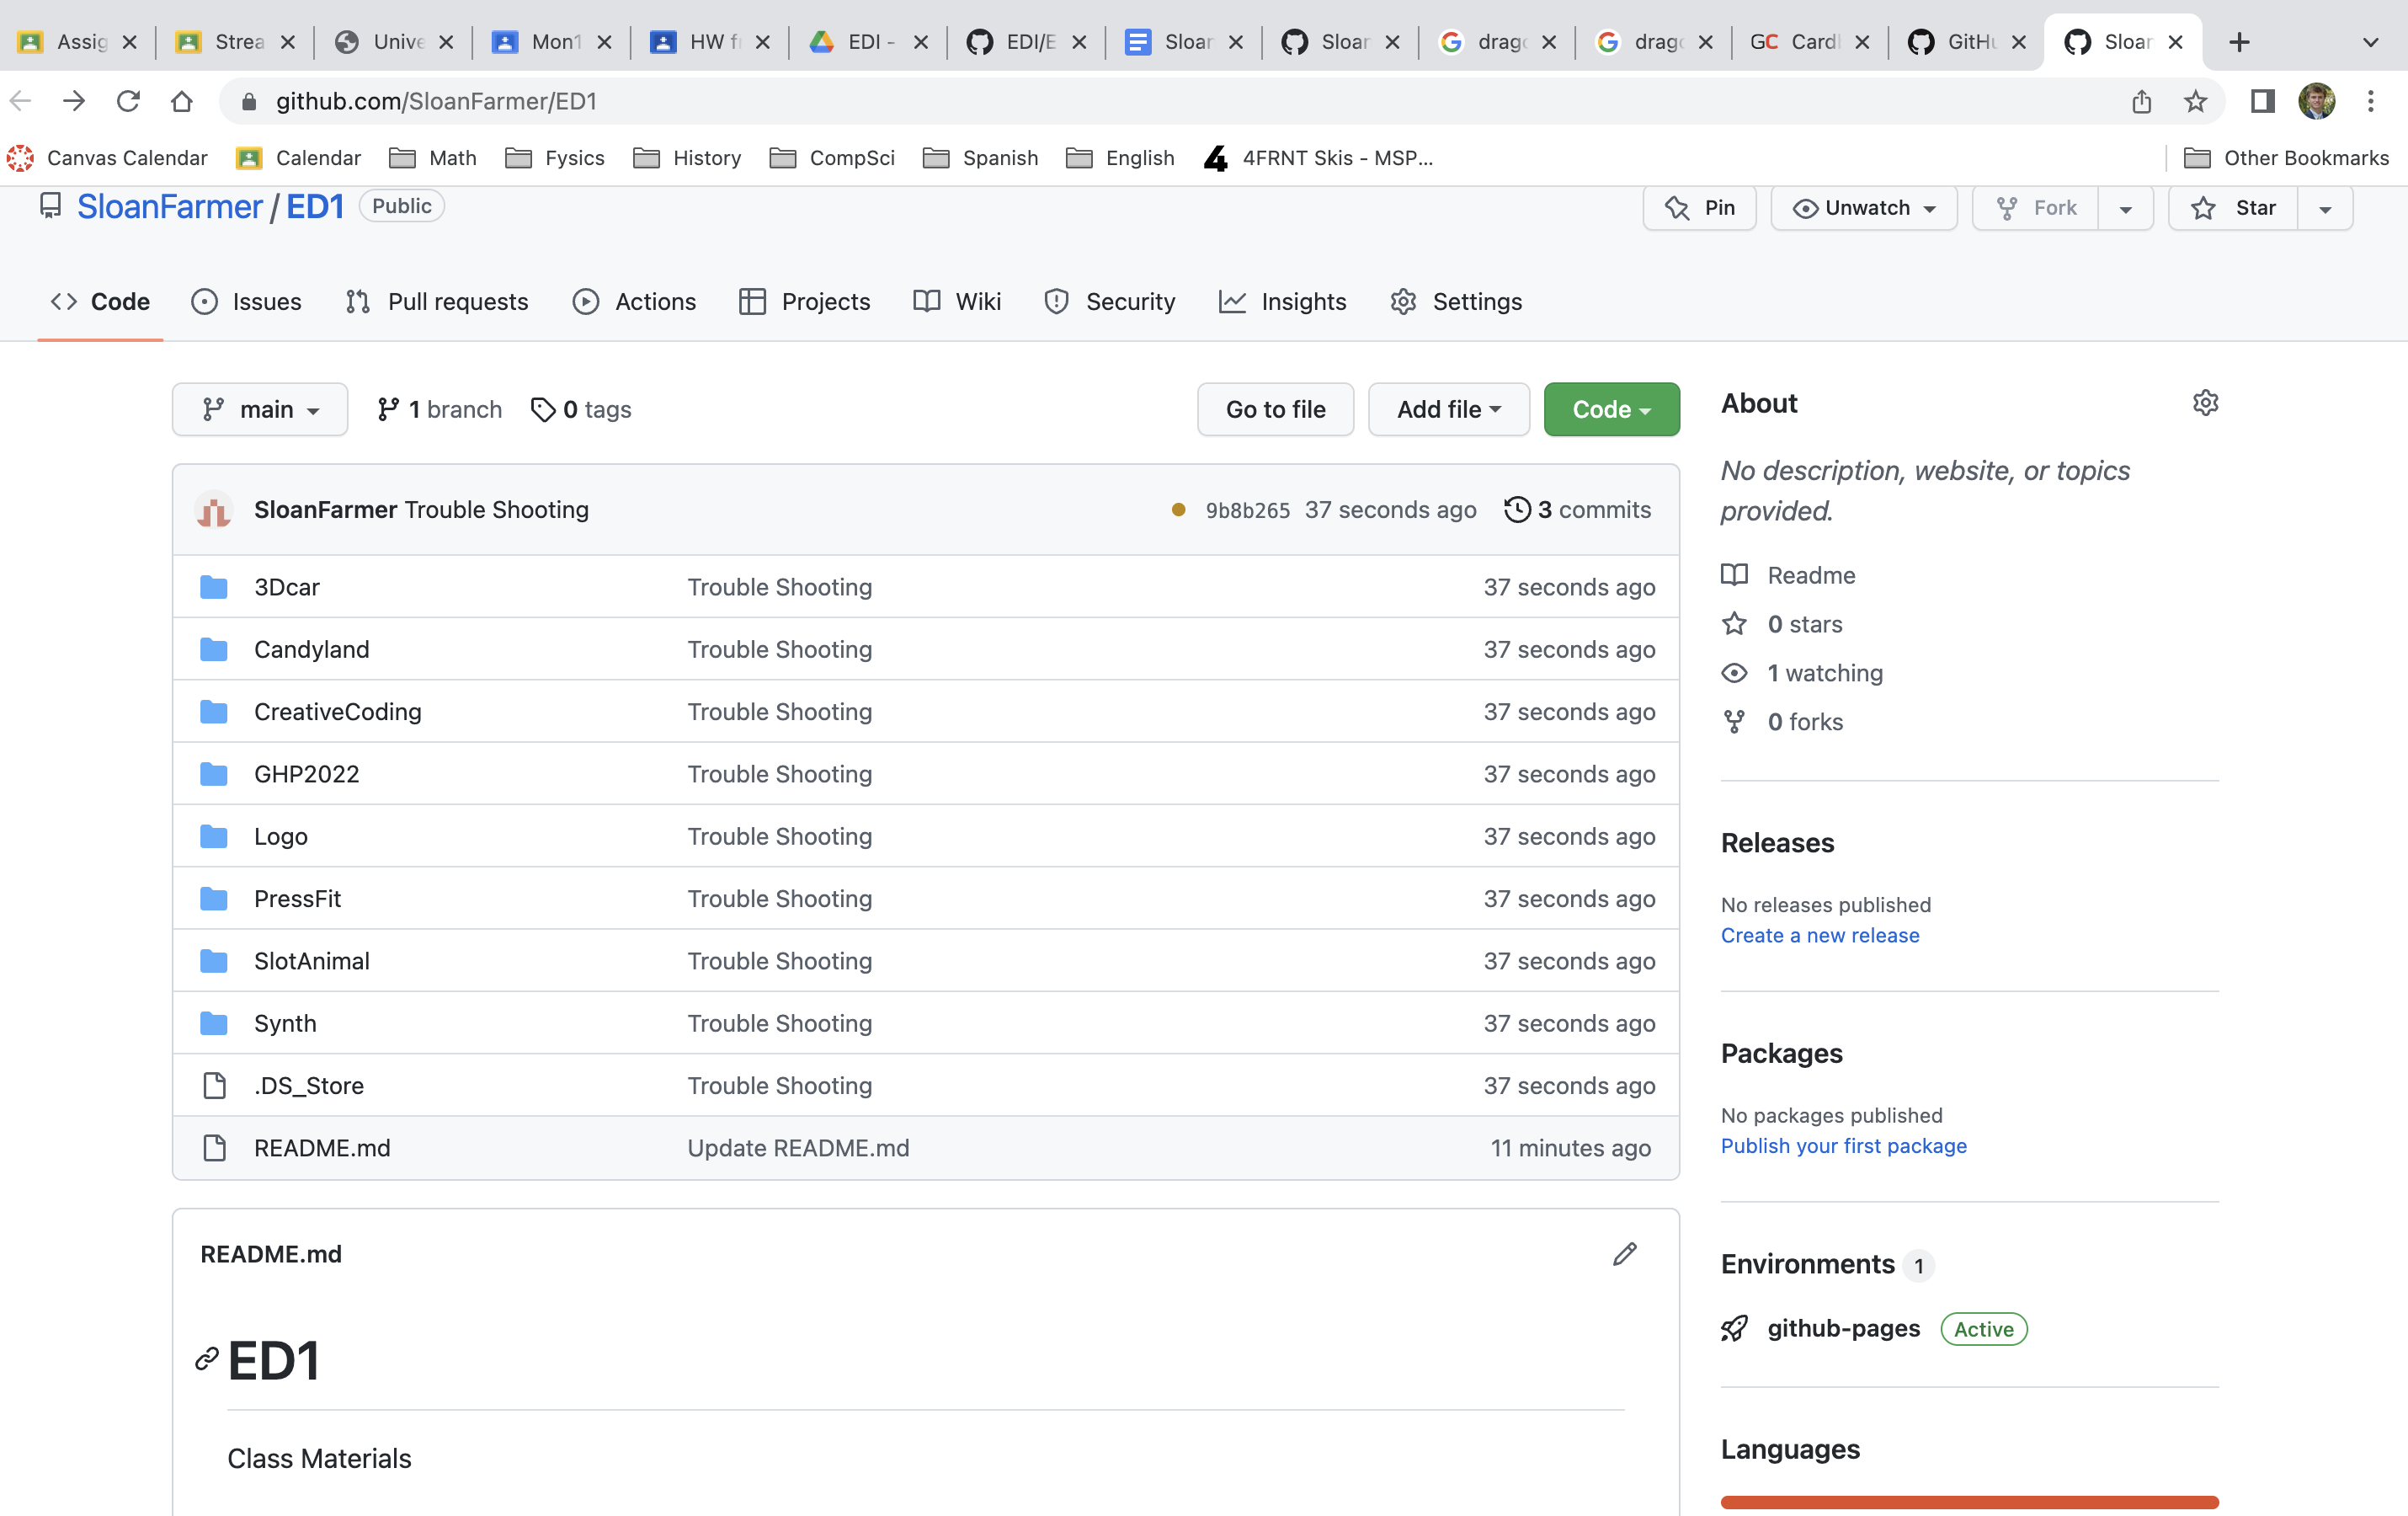 Assig Strea Unive Mon1 HW f EDI - EDI/E Sloar Sloar drag drag GC Card GitHu Sloar
github.com/SloanFarmer/ED1
Canvas Calendar Calendar Math Fysics History CompSci Spanish English 4FRNT Skis - MSP... Other Bookmarks
SloanFarmer / ED1 Public Pin Unwatch Fork Star
Code Issues Pull requests Actions Projects Wiki Security Insights Settings
main 1 branch 0 tags Go to file Add file Code
SloanFarmer Trouble Shooting 9b8b265 37 seconds ago 3 commits
3Dcar Trouble Shooting 37 seconds ago
Candyland Trouble Shooting 37 seconds ago
CreativeCoding Trouble Shooting 37 seconds ago
GHP2022 Trouble Shooting 37 seconds ago
Logo Trouble Shooting 37 seconds ago
PressFit Trouble Shooting 37 seconds ago
SlotAnimal Trouble Shooting 37 seconds ago
Synth Trouble Shooting 37 seconds ago
.DS_Store Trouble Shooting 37 seconds ago
README.md Update README.md 11 minutes ago
README.md
ED1
Class Materials
About
No description, website, or topics
provided.
Readme
0 stars
1 watching
0 forks
Releases
No releases published
Create a new release
Packages
No packages published
Publish your first package
Environments 1
github-pages Active
Languages